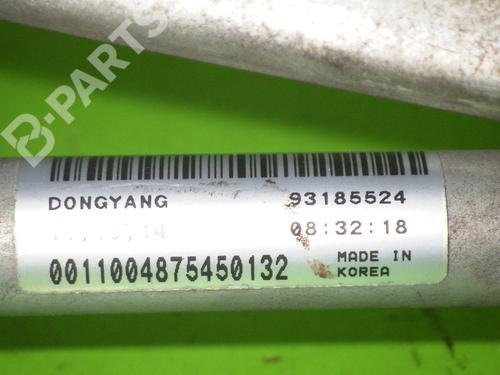 B-PARTS
DONGYANG 93185524
08:32:18
0011004875450132 MADE IN
KOREA